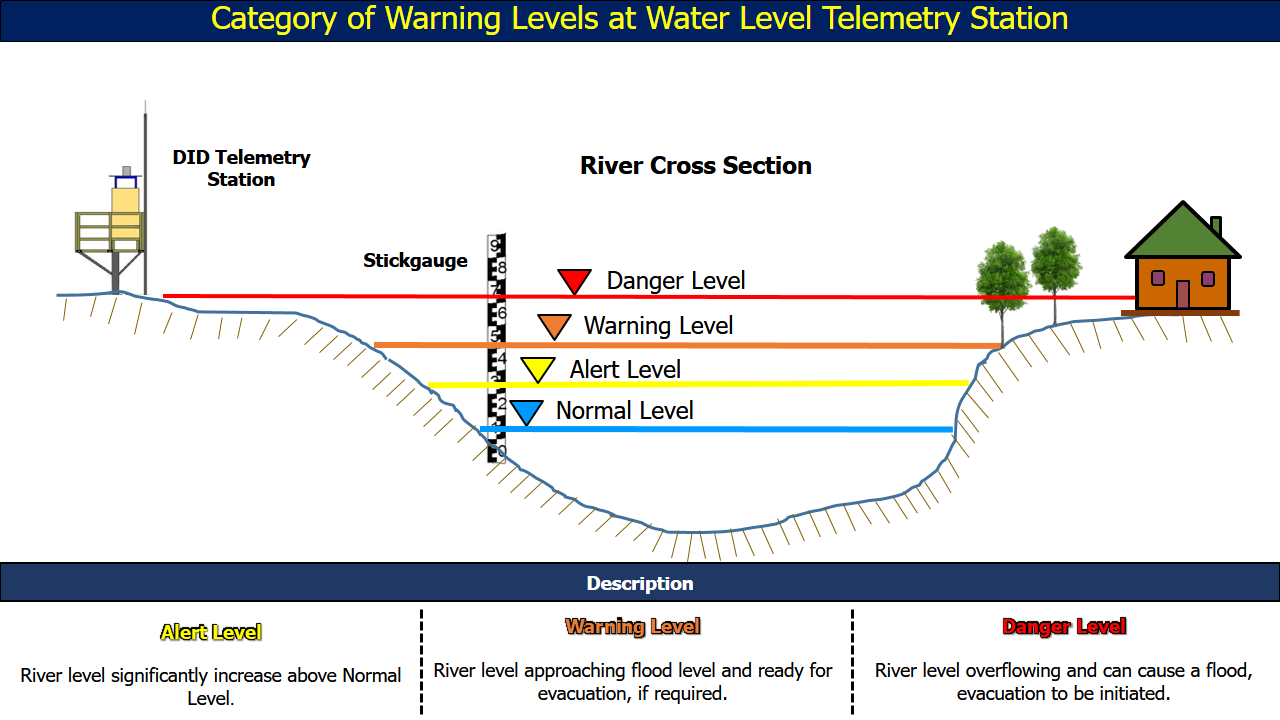 Category of Warning Levels at Water Level Telemetry Station
DID Telemetry
Station
River Cross Section
Stickgauge
9
8
7
6
5
4
3
2
1
0
Danger Level
Warning Level
Alert Level
Normal Level
Description
Alert Level
River level significantly increase above Normal
Level.
Warning Level
River level approaching flood level and ready for
evacuation, if required.
Danger Level
River level overflowing and can cause a flood,
evacuation to be initiated.